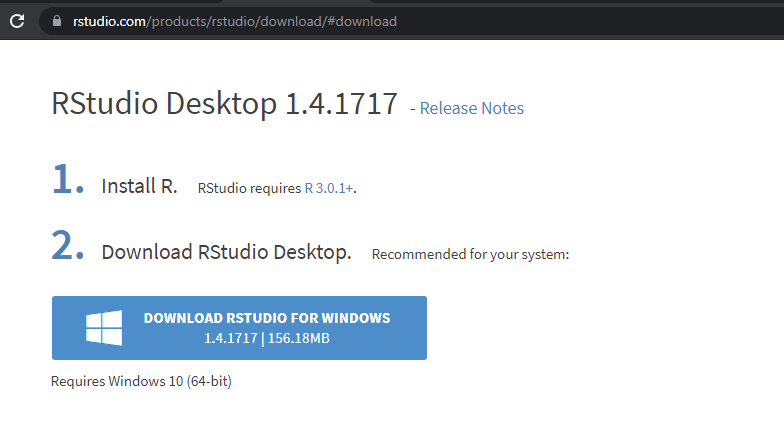 rstudio.com/products/rstudio/download/#download
RStudio Desktop 1.4.1717 - Release Notes
1. Install R. RStudio requires R 3.0.1+.
2. Download RStudio Desktop. Recommended for your system:
DOWNLOAD RSTUDIO FOR WINDOWS
1.4.1717 | 156.18MB
Requires Windows 10 (64-bit)